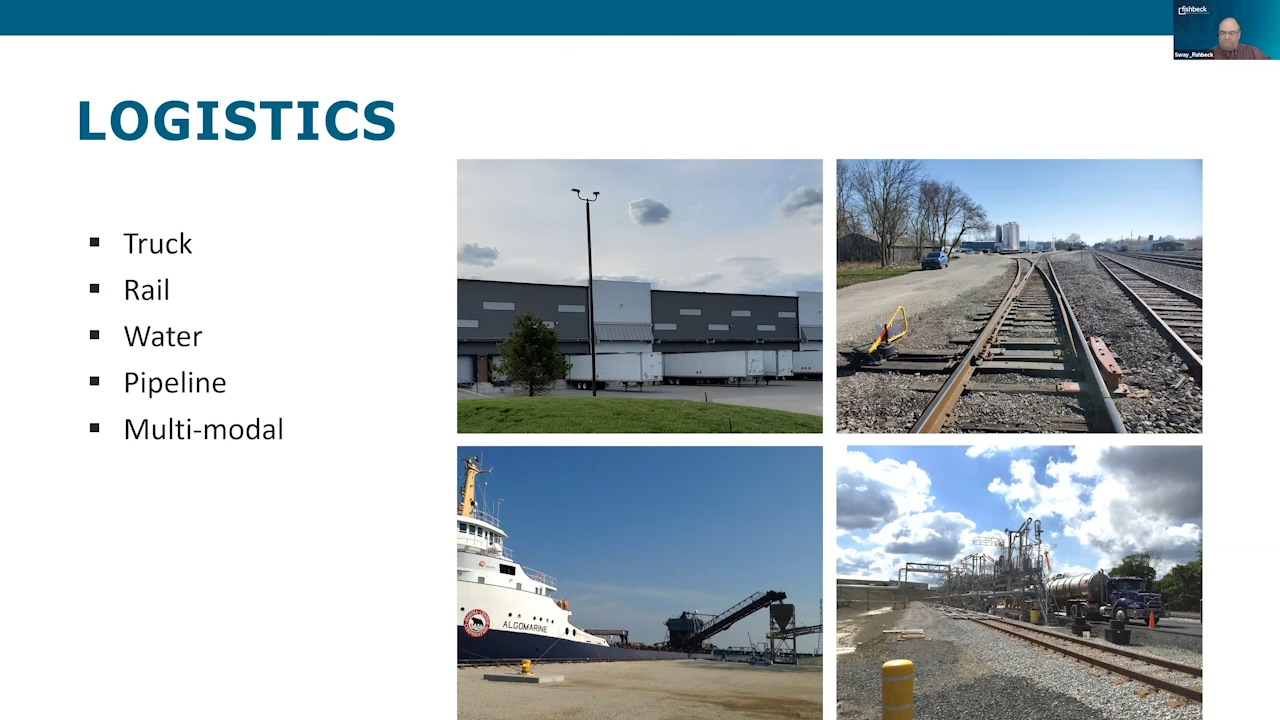 fishbeck
Sway_Fishbeck
LOGISTICS
Truck
Rail
Water
Pipeline
Multi-modal
ALGOMARINE